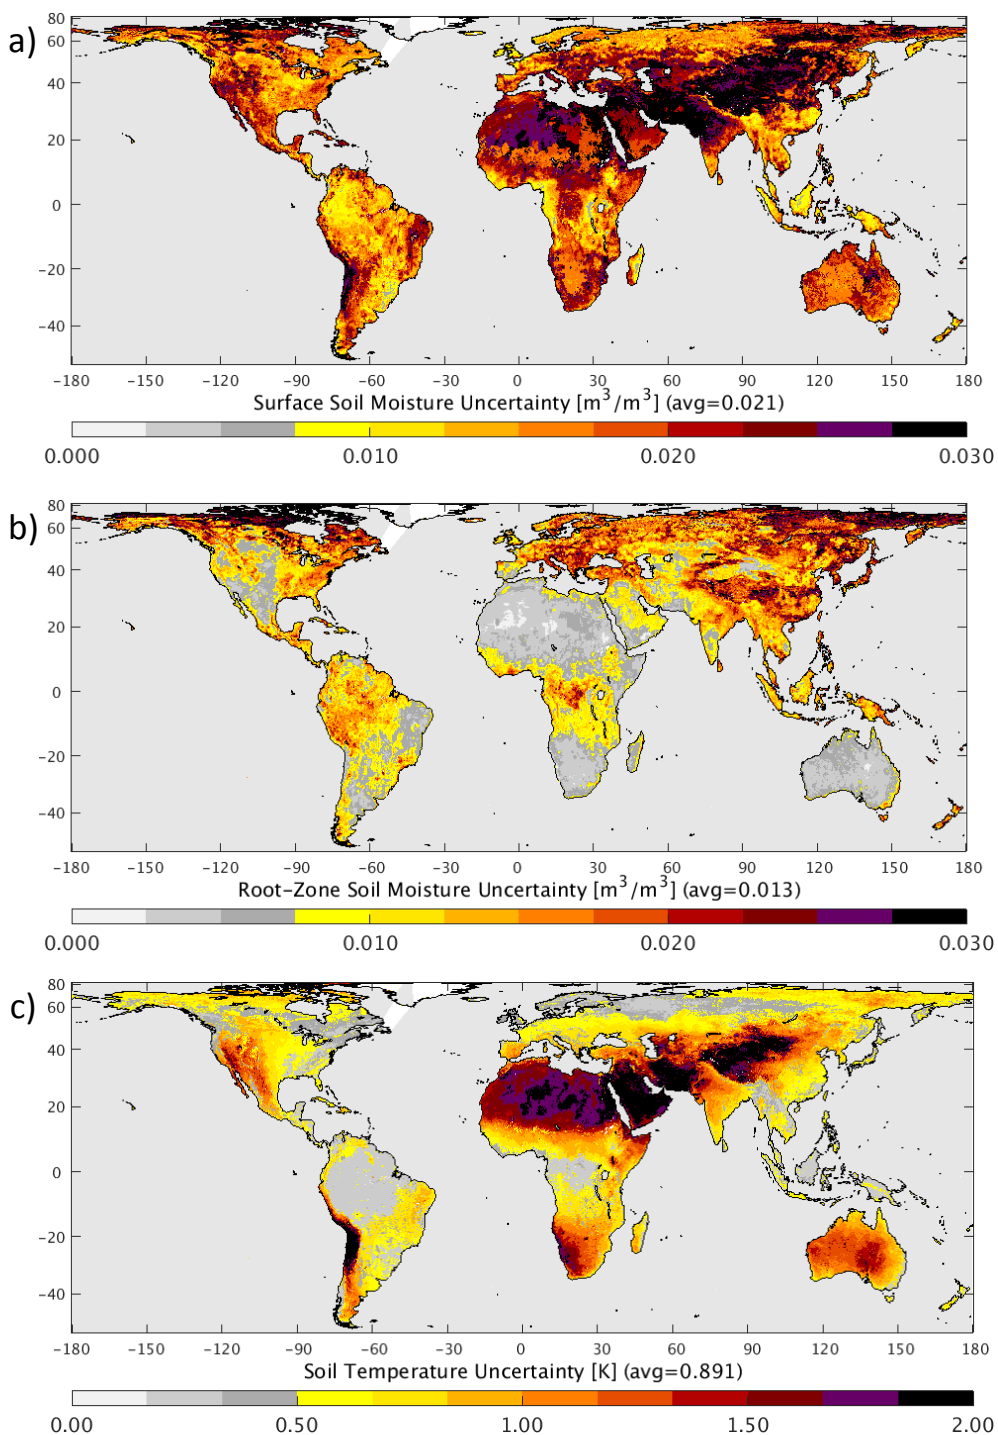 a)
80
60
40
20
0
−20
−40
−180 −150 −120 −90 −60 −30 0 30 60 90 120 150 180
Surface Soil Moisture Uncertainty [m³/m³] (avg=0.021)
0.000 0.010 0.020 0.030
b)
80
60
40
20
0
−20
−40
−180 −150 −120 −90 −60 −30 0 30 60 90 120 150 180
Root−Zone Soil Moisture Uncertainty [m³/m³] (avg=0.013)
0.000 0.010 0.020 0.030
c)
80
60
40
20
0
−20
−40
−180 −150 −120 −90 −60 −30 0 30 60 90 120 150 180
Soil Temperature Uncertainty [K] (avg=0.891)
0.00 0.50 1.00 1.50 2.00